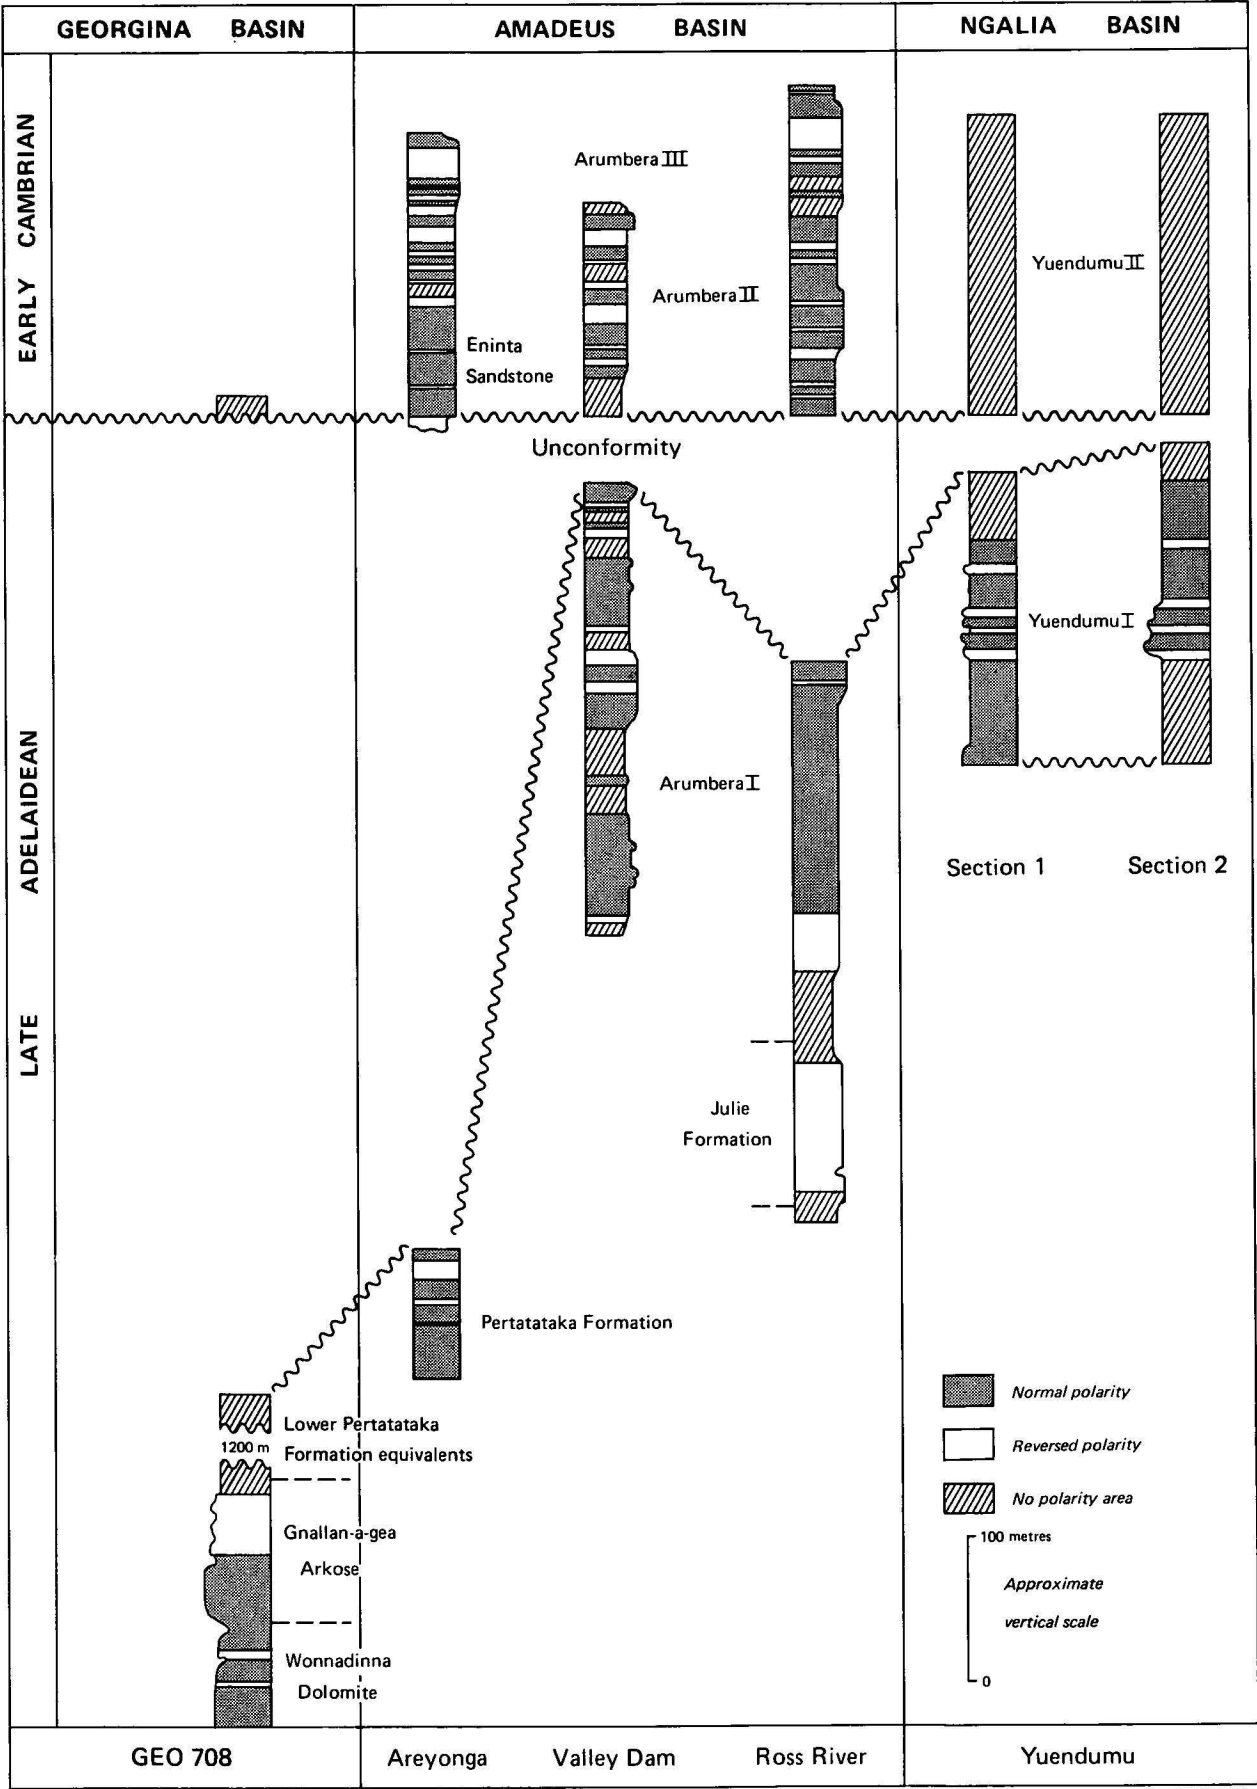 GEORGINA BASIN
AMADEUS BASIN
NGALIA BASIN
EARLY CAMBRIAN
LATE ADELAIDEAN
Arumbera III
Arumbera II
Yuendumu II
Eninta
Sandstone
Unconformity
Yuendumu I
Arumbera I
Section 1
Section 2
Julie
Formation
Pertatataka Formation
Lower Pertatataka
1200 m
Formation equivalents
Gnallan-a-gea
Arkose
Wonnadinna
Dolomite
Normal polarity
Reversed polarity
No polarity area
100 metres
Approximate
vertical scale
0
GEO 708
Areyonga
Valley Dam
Ross River
Yuendumu